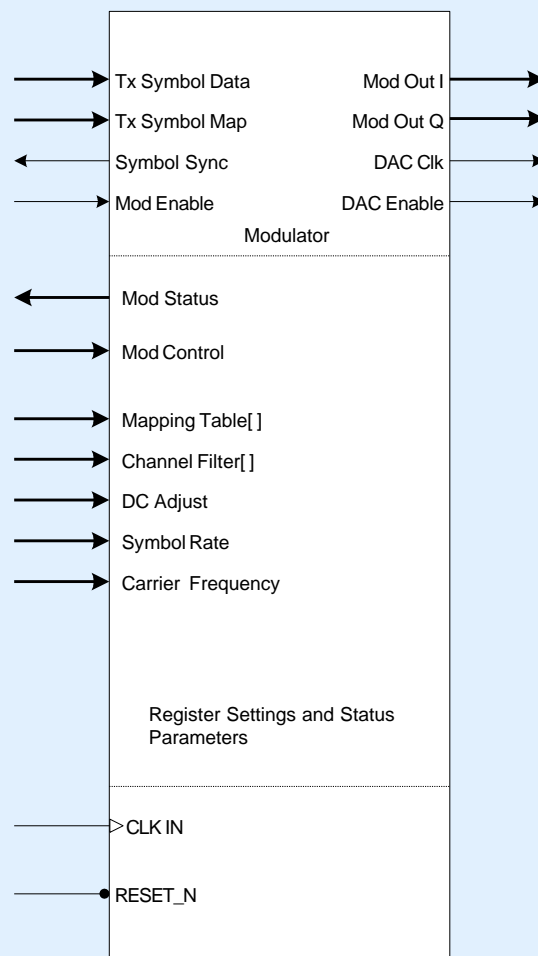 Tx Symbol Data
Mod Out I
Tx Symbol Map
Mod Out Q
Symbol Sync
DAC Clk
Mod Enable
DAC Enable
Modulator
Mod Status
Mod Control
Mapping Table[ ]
Channel Filter[ ]
DC Adjust
Symbol Rate
Carrier Frequency
Register Settings and Status
Parameters
CLK IN
RESET_N